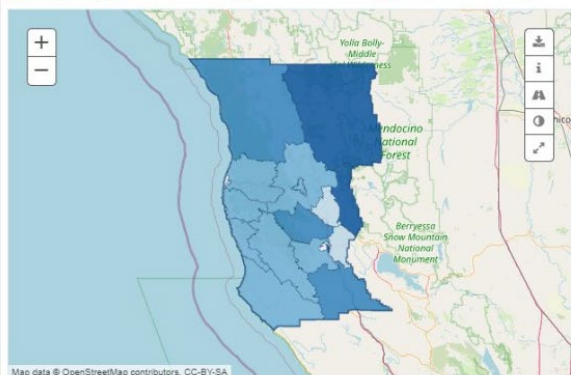 +
−
i
Yolla Bolly-
Middle
Eel Wilderness
Mendocino
National
Forest
Berryessa
Snow Mountain
National
Monument
Map data © OpenStreetMap contributors, CC-BY-SA